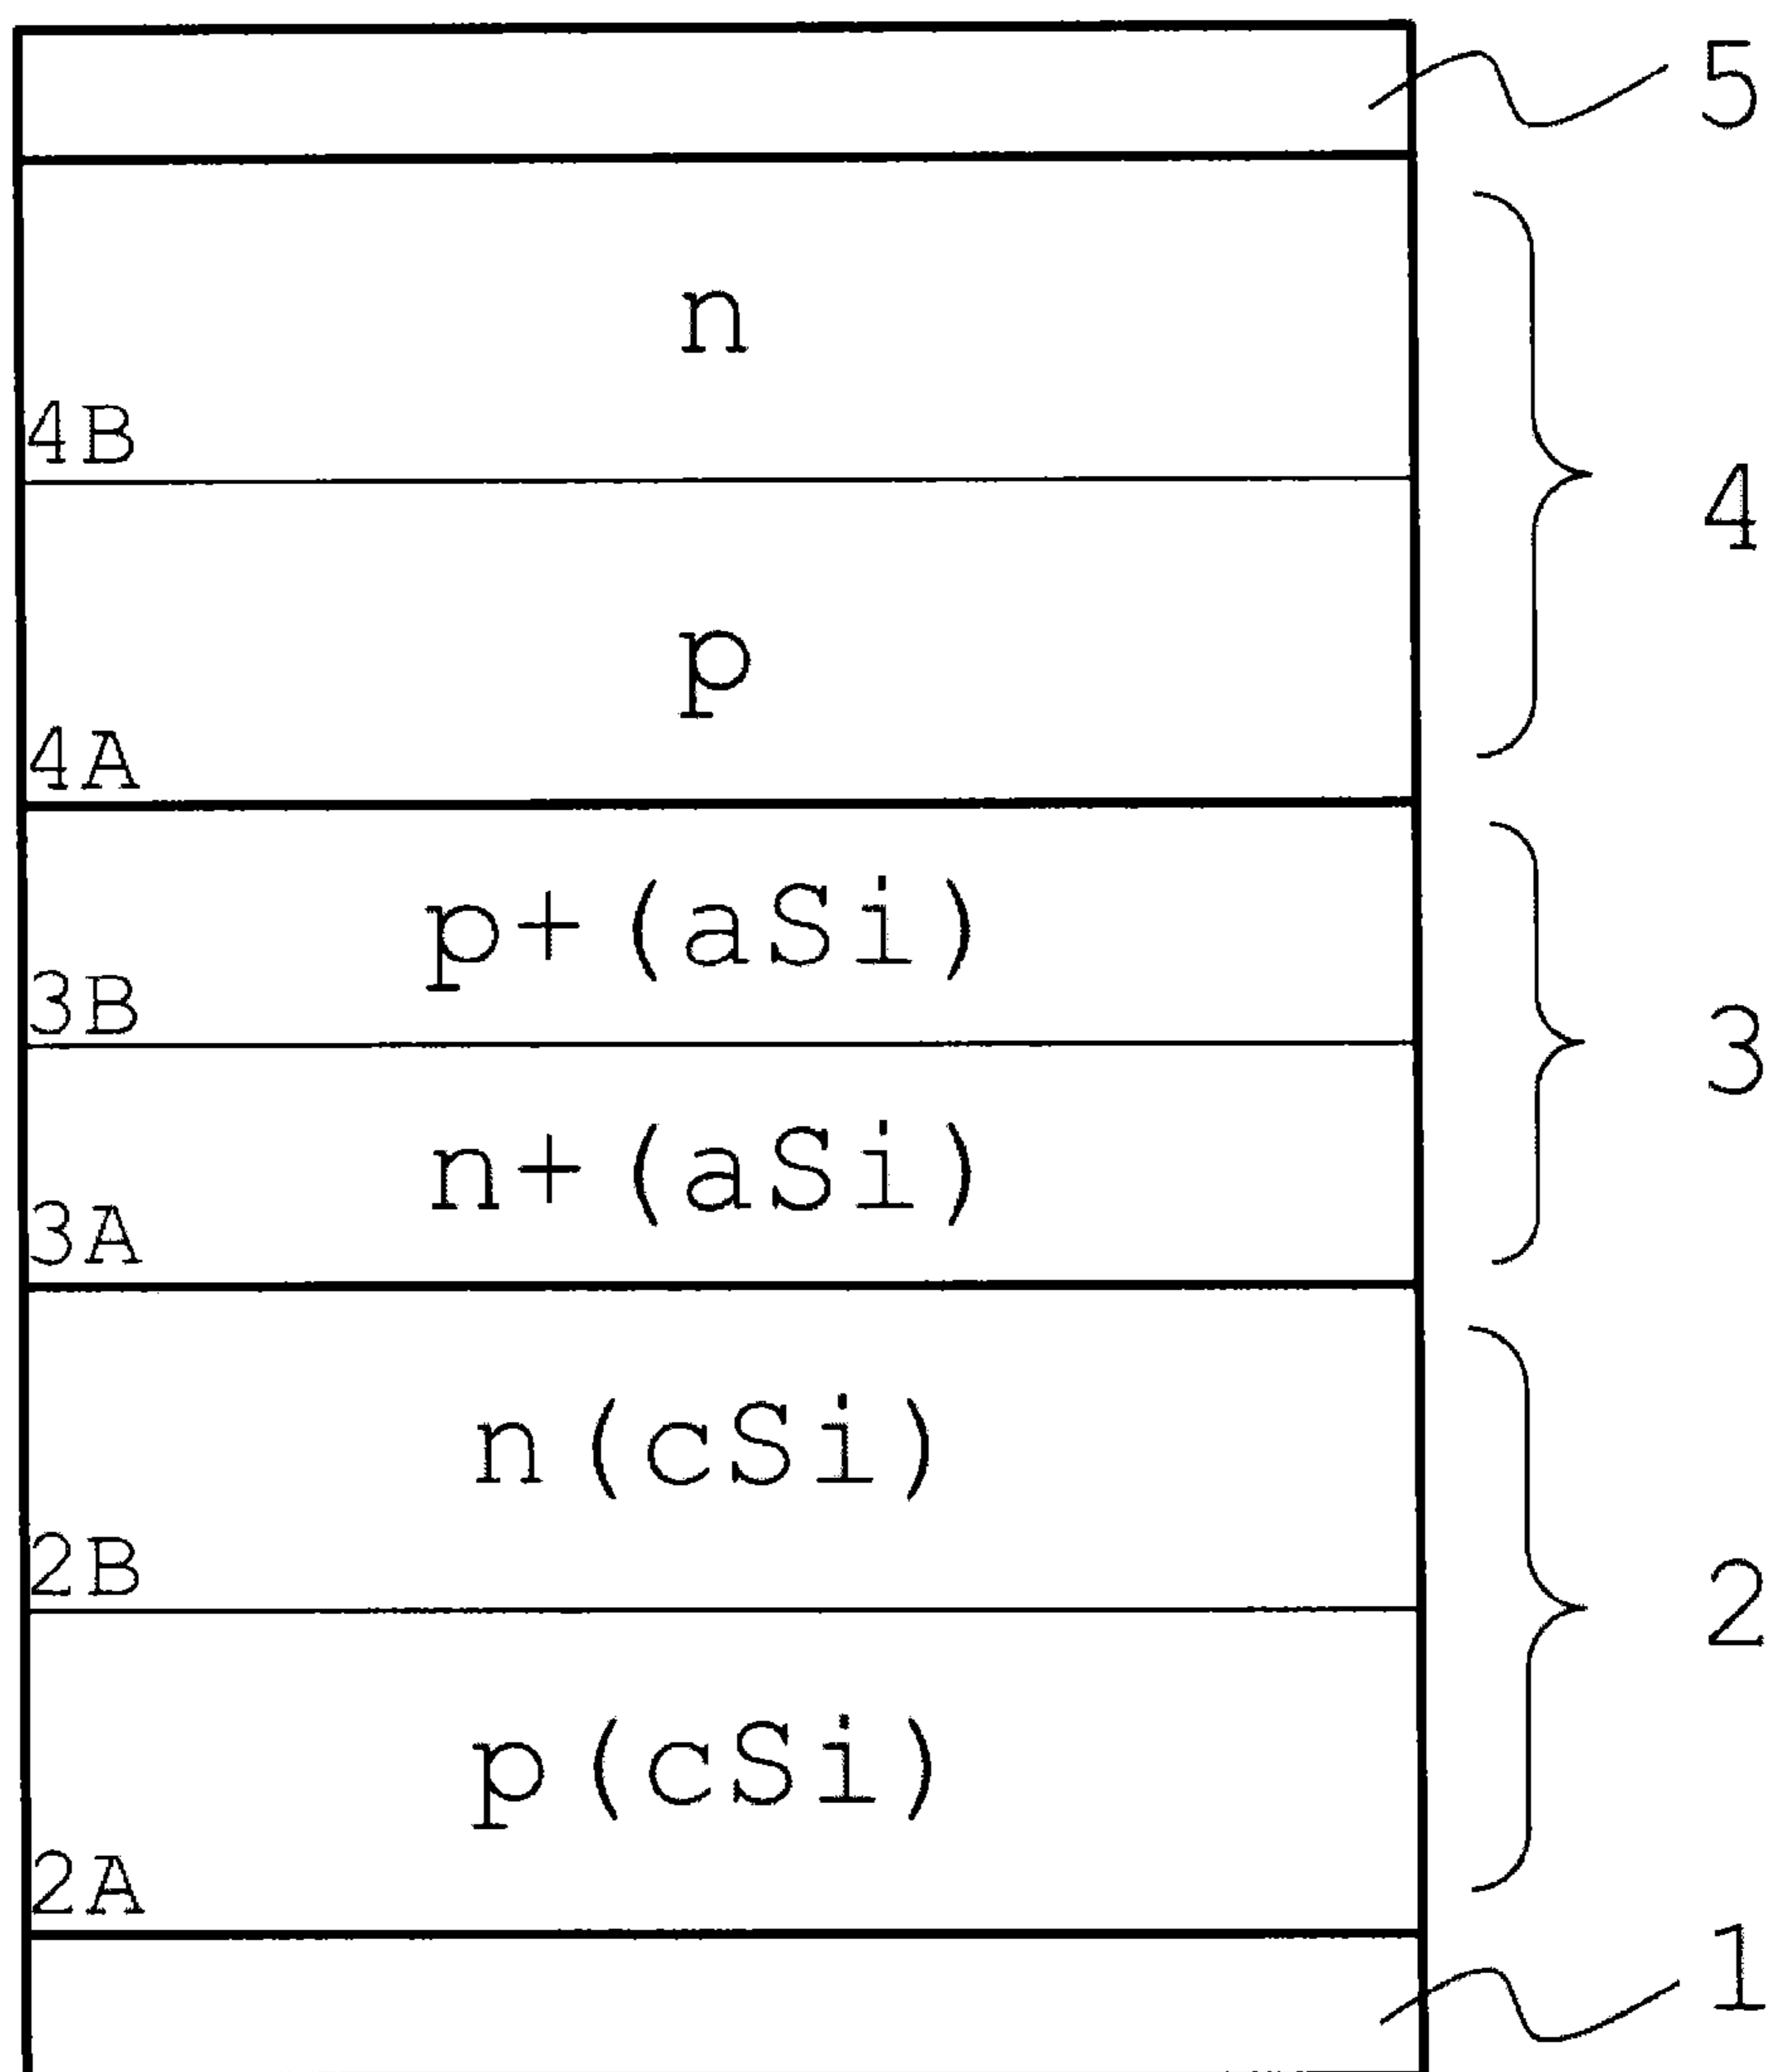 5
n
4B
4
p
4A
p+(aSi)
3B
3
n+(aSi)
3A
n(cSi)
2B
2
p(cSi)
2A
1